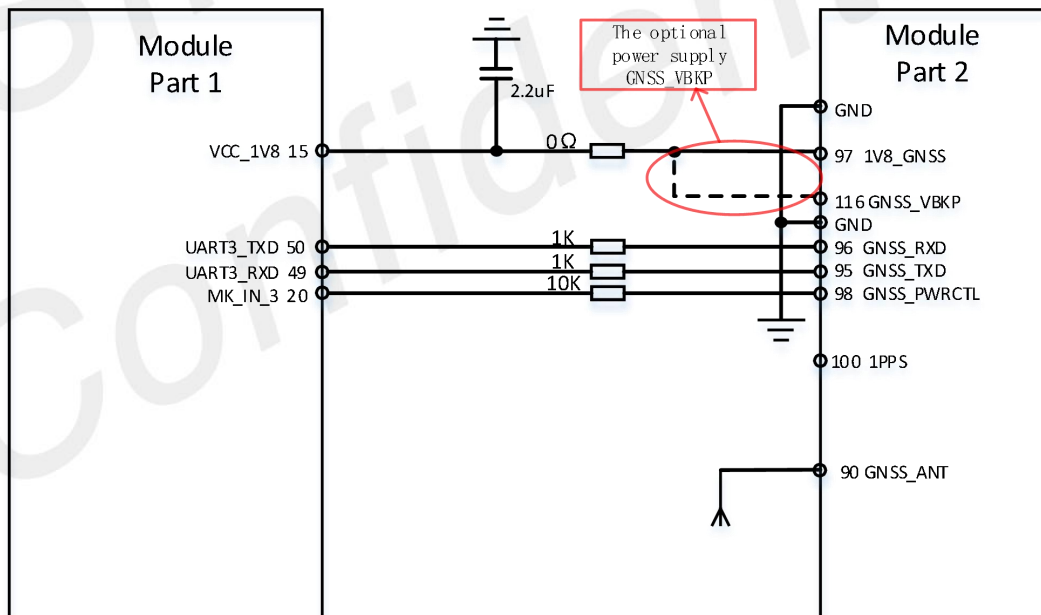 Module
Part 1
The optional
power supply
GNSS_VBKP
Module
Part 2
2.2uF
GND
VCC_1V8 15
0Ω
97 1V8_GNSS
116 GNSS_VBKP
GND
UART3_TXD 50
1K
96 GNSS_RXD
UART3_RXD 49
1K
95 GNSS_TXD
MK_IN_3 20
10K
98 GNSS_PWRCTL
100 1PPS
90 GNSS_ANT